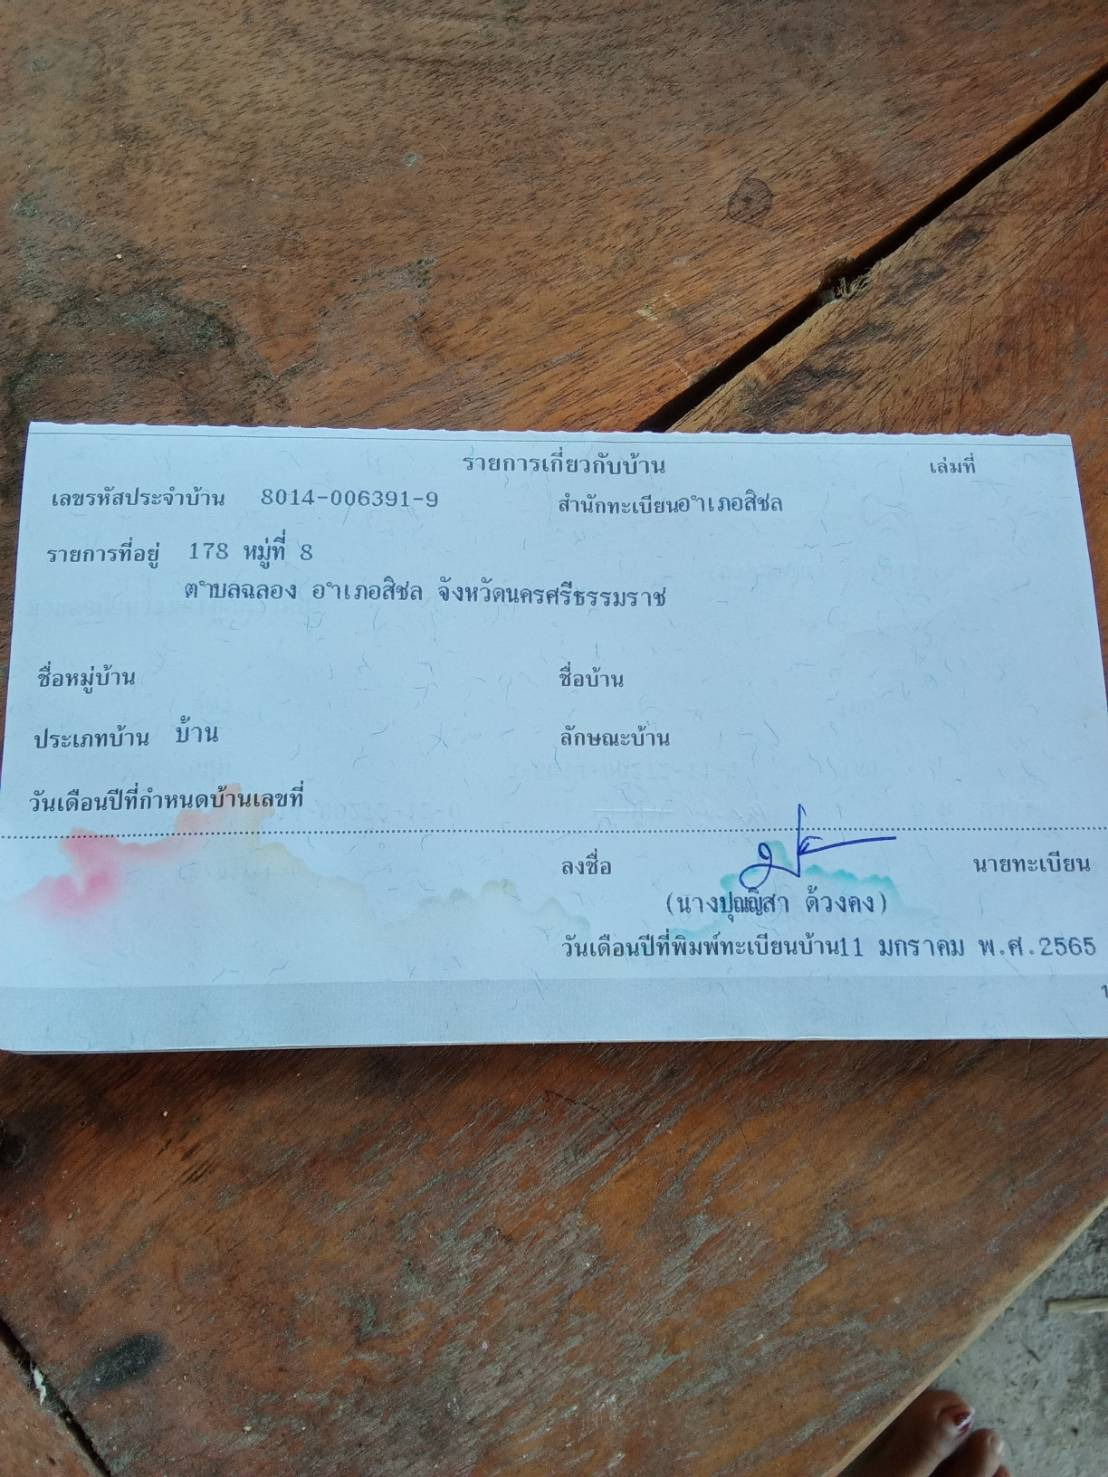 รายการเกี่ยวกับบ้าน เล่มที่
เลขรหัสประจำบ้าน 8014-006391-9 สำนักทะเบียนอำเภอสิชล
รายการที่อยู่ 178 หมู่ที่ 8
ตำบลฉลอง อำเภอสิชล จังหวัดนครศรีธรรมราช
ชื่อหมู่บ้าน ชื่อบ้าน
ประเภทบ้าน บ้าน ลักษณะบ้าน
วันเดือนปีที่กำหนดบ้านเลขที่
ลงชื่อ นายทะเบียน
(นางปุณญิสา ด้วงคง)
วันเดือนปีที่พิมพ์ทะเบียนบ้าน11 มกราคม พ.ศ.2565
1